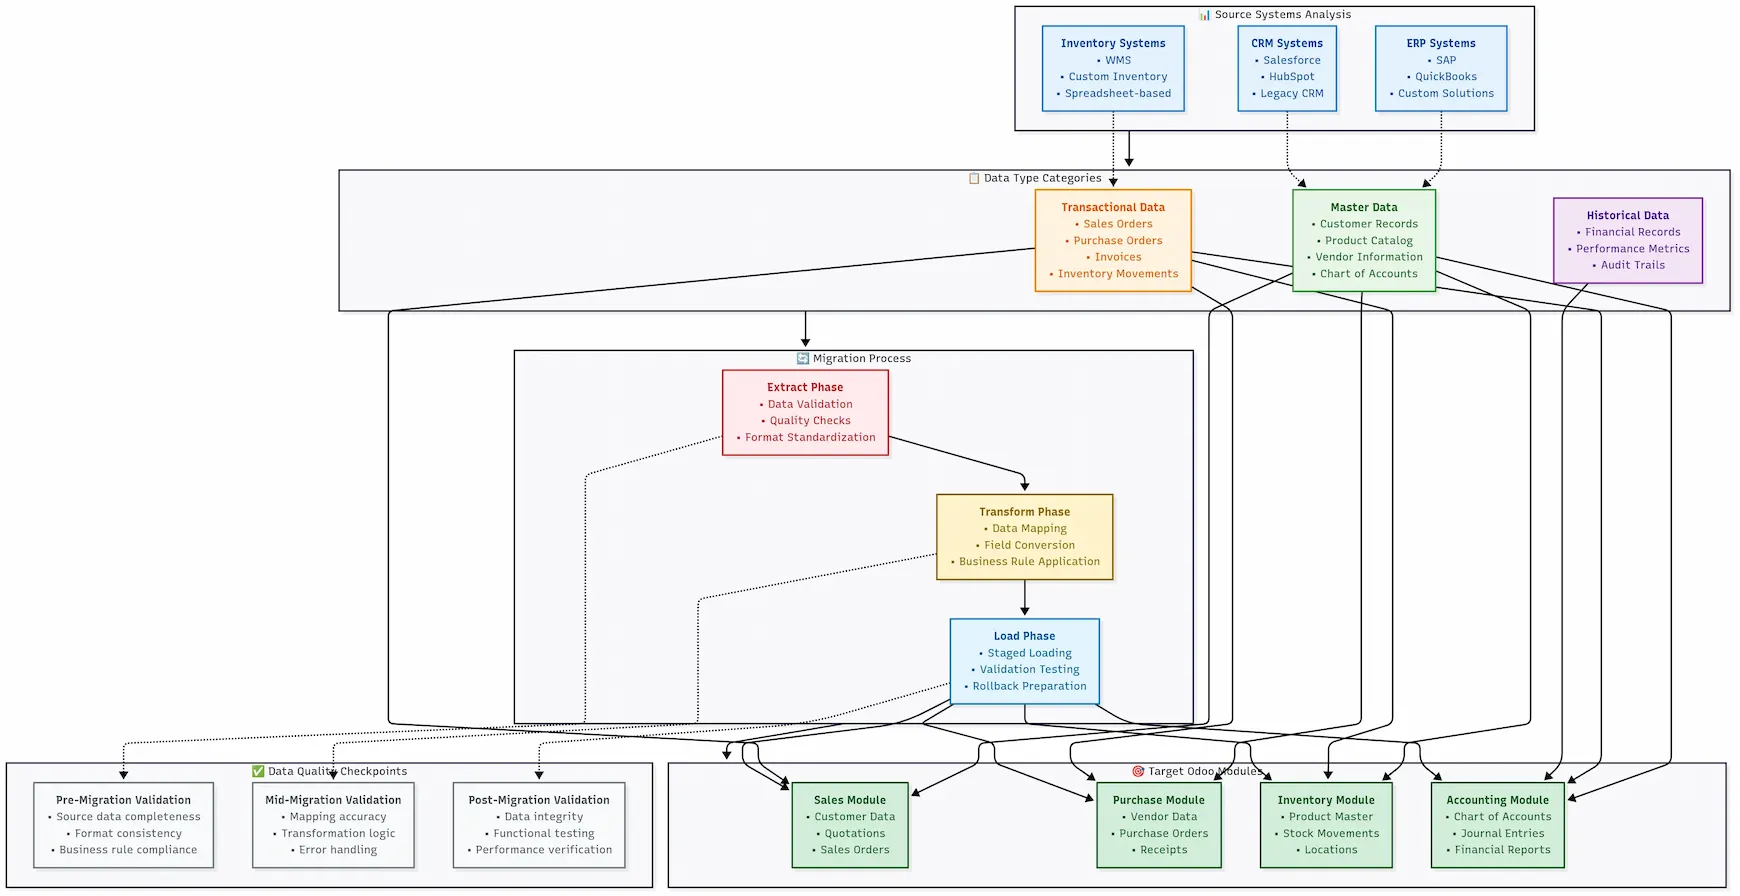 📊 Source Systems Analysis
Inventory Systems
• WMS
• Custom Inventory
• Spreadsheet-based
CRM Systems
• Salesforce
• HubSpot
• Legacy CRM
ERP Systems
• SAP
• QuickBooks
• Custom Solutions
📋 Data Type Categories
Transactional Data
• Sales Orders
• Purchase Orders
• Invoices
• Inventory Movements
Master Data
• Customer Records
• Product Catalog
• Vendor Information
• Chart of Accounts
Historical Data
• Financial Records
• Performance Metrics
• Audit Trails
🔄 Migration Process
Extract Phase
• Data Validation
• Quality Checks
• Format Standardization
Transform Phase
• Data Mapping
• Field Conversion
• Business Rule Application
Load Phase
• Staged Loading
• Validation Testing
• Rollback Preparation
✅ Data Quality Checkpoints
Pre-Migration Validation
• Source data completeness
• Format consistency
• Business rule compliance
Mid-Migration Validation
• Mapping accuracy
• Transformation logic
• Error handling
Post-Migration Validation
• Data integrity
• Functional testing
• Performance verification
🎯 Target Odoo Modules
Sales Module
• Customer Data
• Quotations
• Sales Orders
Purchase Module
• Vendor Data
• Purchase Orders
• Receipts
Inventory Module
• Product Master
• Stock Movements
• Locations
Accounting Module
• Chart of Accounts
• Journal Entries
• Financial Reports